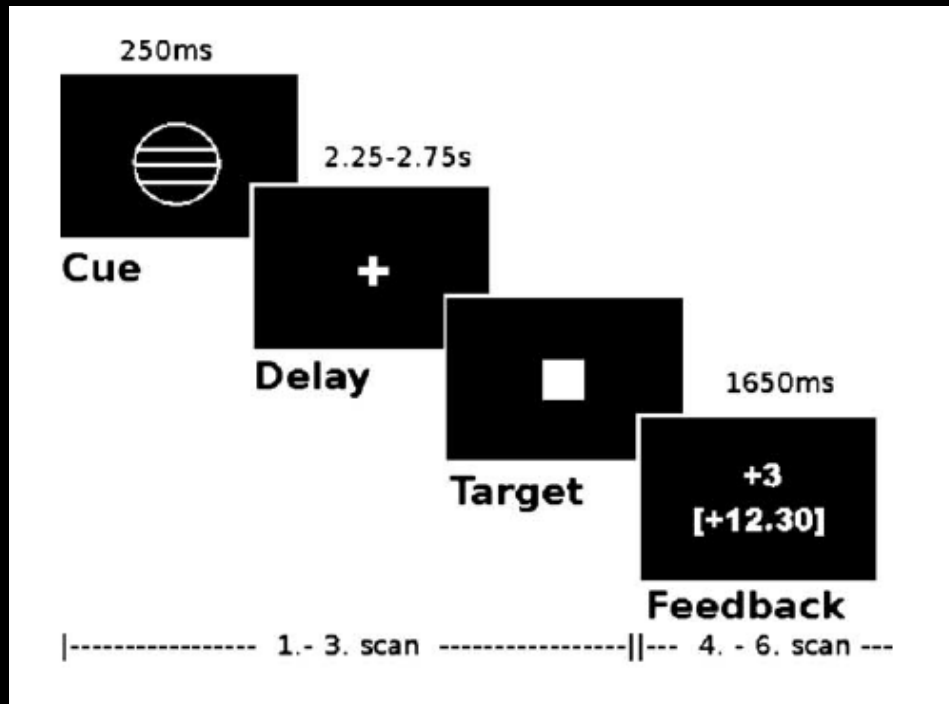 250ms
Cue
2.25-2.75s
Delay
Target
1650ms
+3
[+12.30]
Feedback
|----------------- 1.- 3. scan -----------------||--- 4. - 6. scan ---